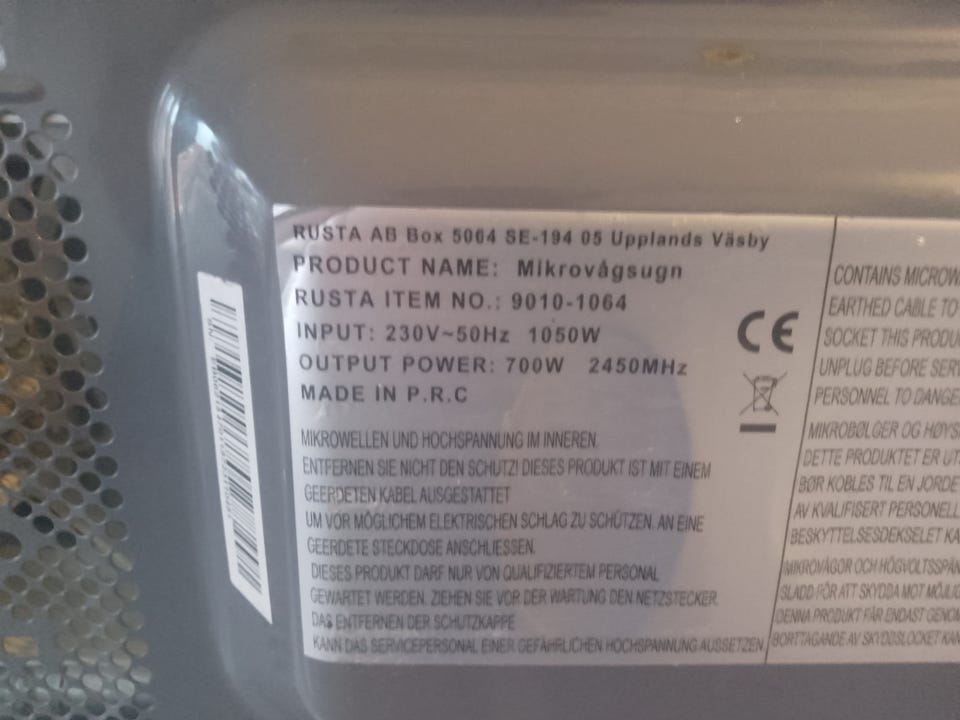 RUSTA AB Box 5064 SE-194 05 Upplands Väsby
PRODUCT NAME: Mikrovågsugn
RUSTA ITEM NO.: 9010-1064
INPUT: 230V~50Hz 1050W
OUTPUT POWER: 700W 2450MHz
MADE IN P.R.C
CE
MIKROWELLEN UND HOCHSPANNUNG IM INNEREN.
ENTFERNEN SIE NICHT DEN SCHUTZ! DIESES PRODUKT IST MIT EINEM
GEERDETEN KABEL AUSGESTATTET
UM VOR MÖGLICHEM ELEKTRISCHEN SCHLAG ZU SCHÜTZEN. AN EINE
GEERDETE STECKDOSE ANSCHLIESSEN.
DIESES PRODUKT DARF NUR VON QUALIFIZIERTEM PERSONAL
GEWARTET WERDEN. ZIEHEN SIE VOR DER WARTUNG DEN NETZSTECKER.
DAS ENTFERNEN DER SCHUTZKAPPE
KANN DAS SERVICEPERSONAL EINER GEFÄHRLICHEN HOCHSPANNUNG AUSSETZEN
CONTAINS MICROW
EARTHED CABLE TO
SOCKET THIS PRODU
UNPLUG BEFORE SER
PERSONNEL TO DANGE
MIKROBØLGER OG HØYS
DETTE PRODUKTET ER UT
BØR KOBLES TIL EN JORDE
AV KVALIFISERT PERSONELL
BESKYTTELSESDEKSELET KA
MIKROVÅGOR OCH HÖGVOLTSSPÄN
SLADD FÖR ATT SKYDDA MOT MÖJLIG
DENNA PRODUKT FÅR ENDAST GENOM
BORTTAGANDE AV SKYDDSLOCKET KAN